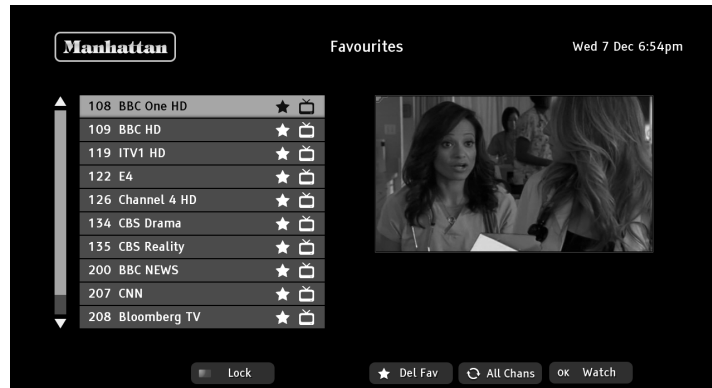 Manhattan
Favourites
Wed 7 Dec 6:54pm
108 BBC One HD
109 BBC HD
119 ITV1 HD
122 E4
126 Channel 4 HD
134 CBS Drama
135 CBS Reality
200 BBC NEWS
207 CNN
208 Bloomberg TV
Lock
Del Fav
All Chans
OK Watch